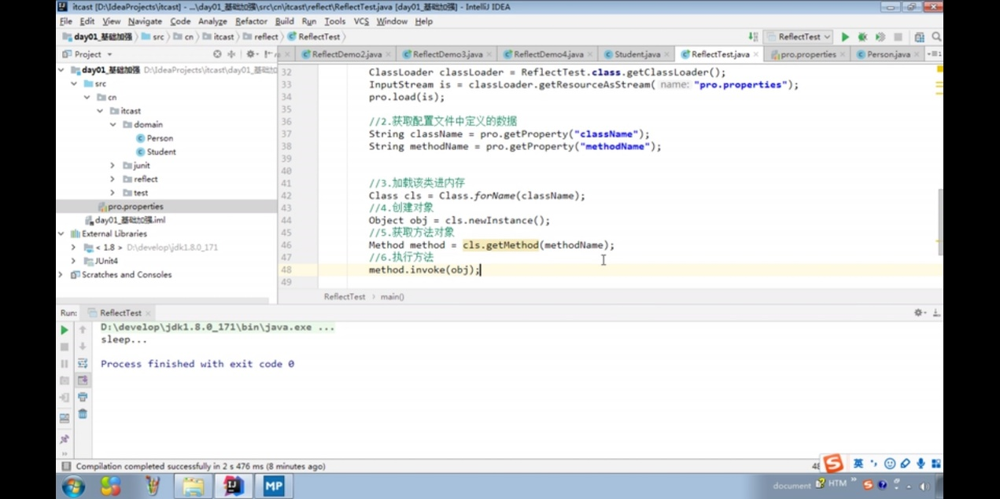 itcast [D:\IdeaProjects\itcast] - ...\day01_基础加强\src\cn\itcast\reflect\ReflectTest.java [day01_基础加强] - IntelliJ IDEA
File Edit View Navigate Code Analyze Refactor Build Run Tools VCS Window Help
day01_基础加强 src cn itcast reflect ReflectTest
ReflectTest
Project
ReflectDemo2.java ReflectDemo3.java ReflectDemo4.java Student.java ReflectTest.java pro.properties Person.java
day01_基础加强 D:\IdeaProjects\itcast\day01_基础
src
cn
itcast
domain
Person
Student
junit
reflect
test
pro.properties
day01_基础加强.iml
External Libraries
< 1.8 > D:\develop\jdk1.8.0_171
JUnit4
Scratches and Consoles
32 ClassLoader classLoader = ReflectTest.class.getClassLoader();
33 InputStream is = classLoader.getResourceAsStream( name: "pro.properties");
34 pro.load(is);
35
36 //2.获取配置文件中定义的数据
37 String className = pro.getProperty("className");
38 String methodName = pro.getProperty("methodName");
39
40
41 //3.加载该类进内存
42 Class cls = Class.forName(className);
43 //4.创建对象
44 Object obj = cls.newInstance();
45 //5.获取方法对象
46 Method method = cls.getMethod(methodName);
47 //6.执行方法
48 method.invoke(obj);
49
ReflectTest main()
Run: ReflectTest
D:\develop\jdk1.8.0_171\bin\java.exe ...
sleep...
Process finished with exit code 0
Compilation completed successfully in 2 s 476 ms (8 minutes ago)
48
英
MP
document HTM